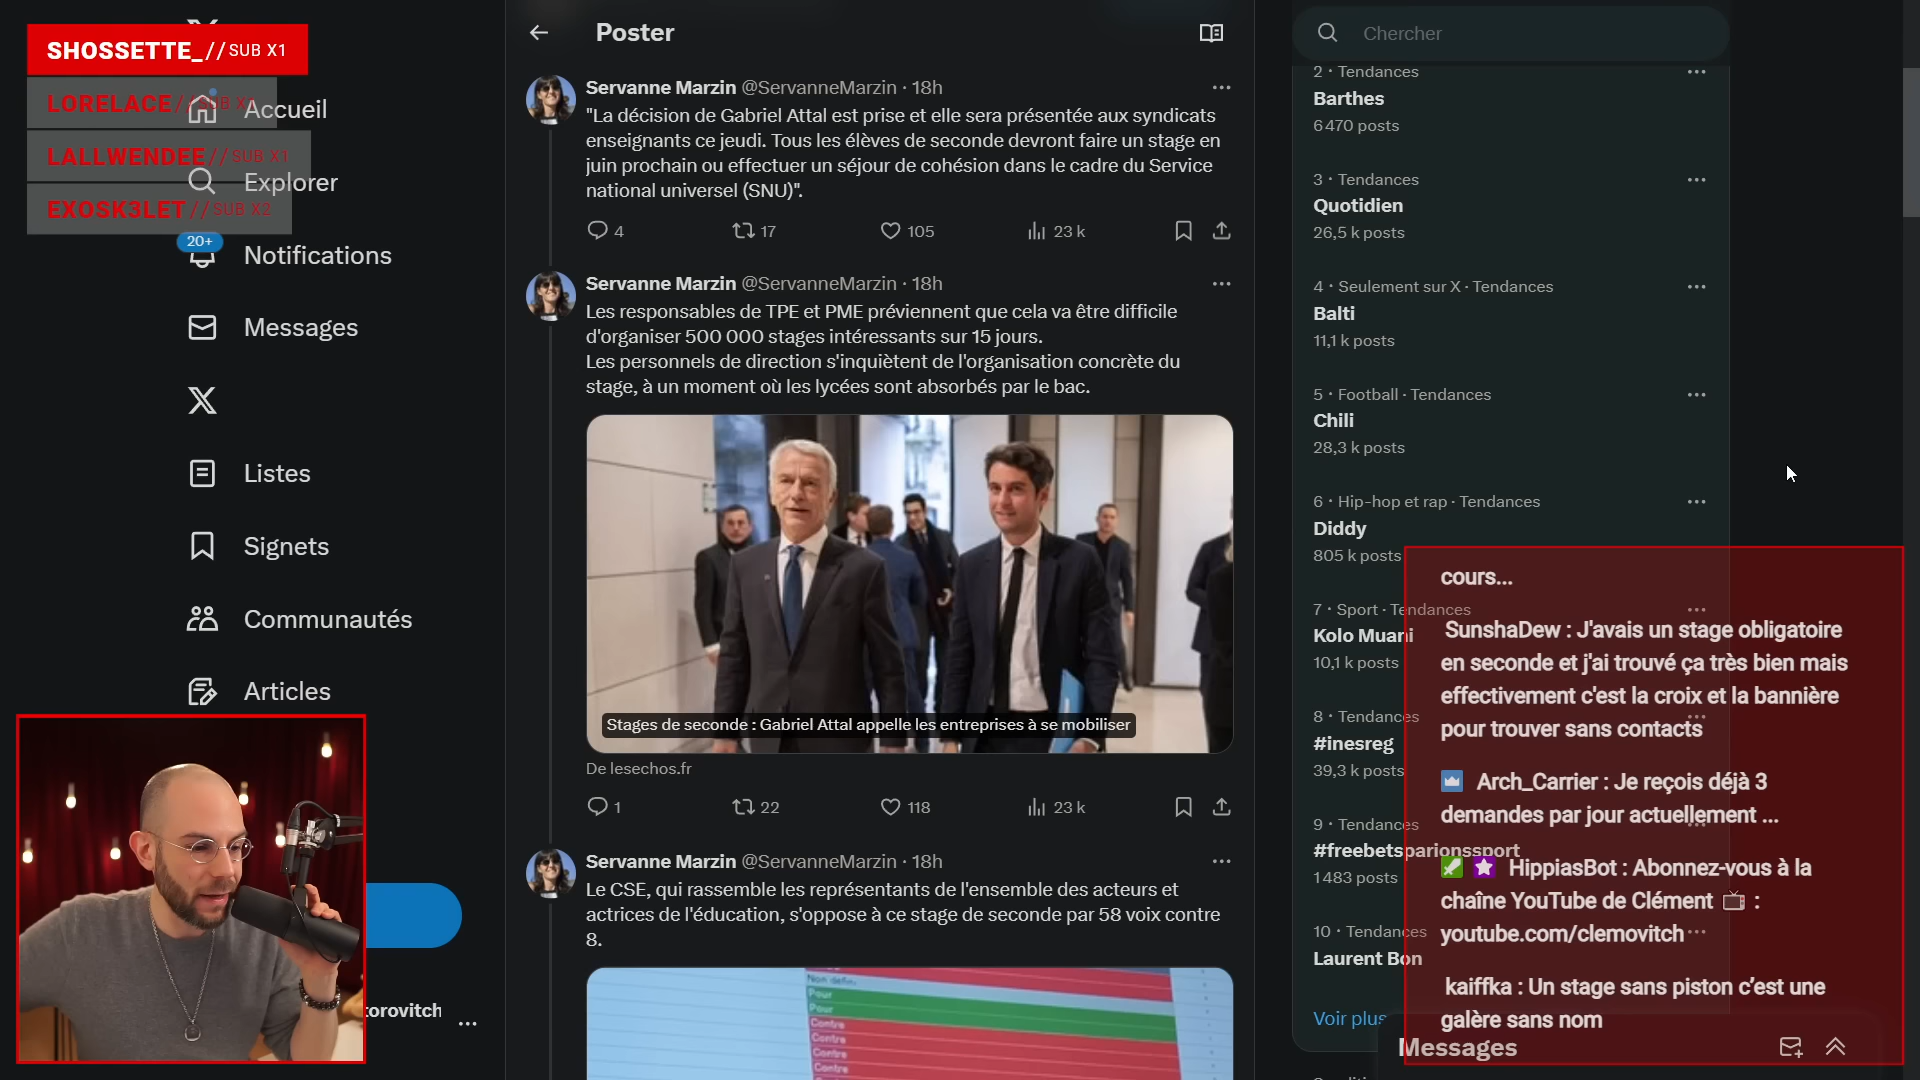 SHOSSETTE_//SUB X1
LORELACE//SUB X1
LALLWENDEE//SUB X1
EXOSK3LET//SUB X2
Accueil
Explorer
20+
Notifications
Messages
Listes
Signets
Communautés
Articles
torovitch
Poster
Servanne Marzin @ServanneMarzin · 18h
"La décision de Gabriel Attal est prise et elle sera présentée aux syndicats
enseignants ce jeudi. Tous les élèves de seconde devront faire un stage en
juin prochain ou effectuer un séjour de cohésion dans le cadre du Service
national universel (SNU)".
4 17 105 23 k
Servanne Marzin @ServanneMarzin · 18h
Les responsables de TPE et PME préviennent que cela va être difficile
d'organiser 500 000 stages intéressants sur 15 jours.
Les personnels de direction s'inquiètent de l'organisation concrète du
stage, à un moment où les lycées sont absorbés par le bac.
Stages de seconde : Gabriel Attal appelle les entreprises à se mobiliser
De lesechos.fr
1 22 118 23 k
Servanne Marzin @ServanneMarzin · 18h
Le CSE, qui rassemble les représentants de l'ensemble des acteurs et
actrices de l'éducation, s'oppose à ce stage de seconde par 58 voix contre
8.
Non défini
Pour
Pour
Contre
Contre
Contre
Contre
Chercher
2 · Tendances
Barthes
6 470 posts
3 · Tendances
Quotidien
26,5 k posts
4 · Seulement sur X · Tendances
Balti
11,1 k posts
5 · Football · Tendances
Chili
28,3 k posts
6 · Hip-hop et rap · Tendances
Diddy
805 k posts
7 · Sport · Tendances
Kolo Muani
10,1 k posts
8 · Tendances
#inesreg
39,3 k posts
9 · Tendances
#freebetsparionssport
1 483 posts
10 · Tendances
Laurent Bon
Voir plus
Messages
cours...
SunshaDew : J'avais un stage obligatoire
en seconde et j'ai trouvé ça très bien mais
effectivement c'est la croix et la bannière
pour trouver sans contacts
Arch_Carrier : Je reçois déjà 3
demandes par jour actuellement ...
HippiasBot : Abonnez-vous à la
chaîne YouTube de Clément 📺 :
youtube.com/clemovitch
kaiffka : Un stage sans piston c’est une
galère sans nom